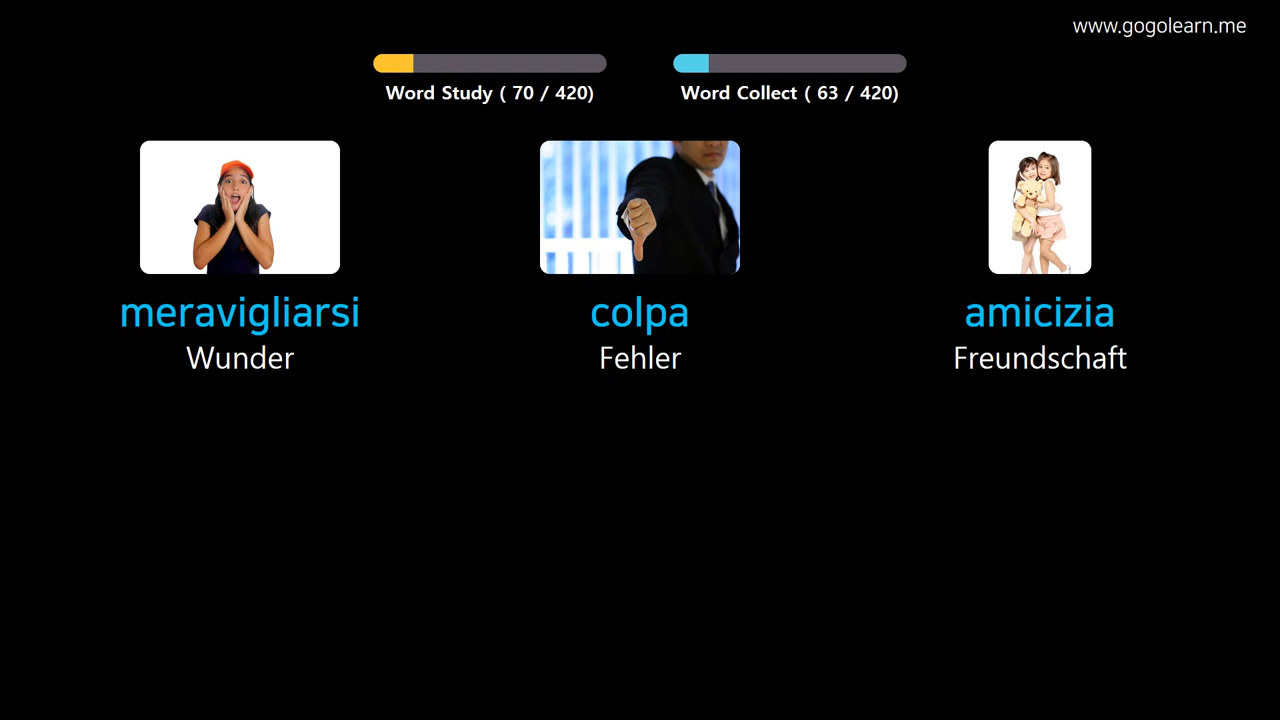 www.gogolearn.me
Word Study ( 70 / 420)
Word Collect ( 63 / 420)
meravigliarsi
Wunder
colpa
Fehler
amicizia
Freundschaft